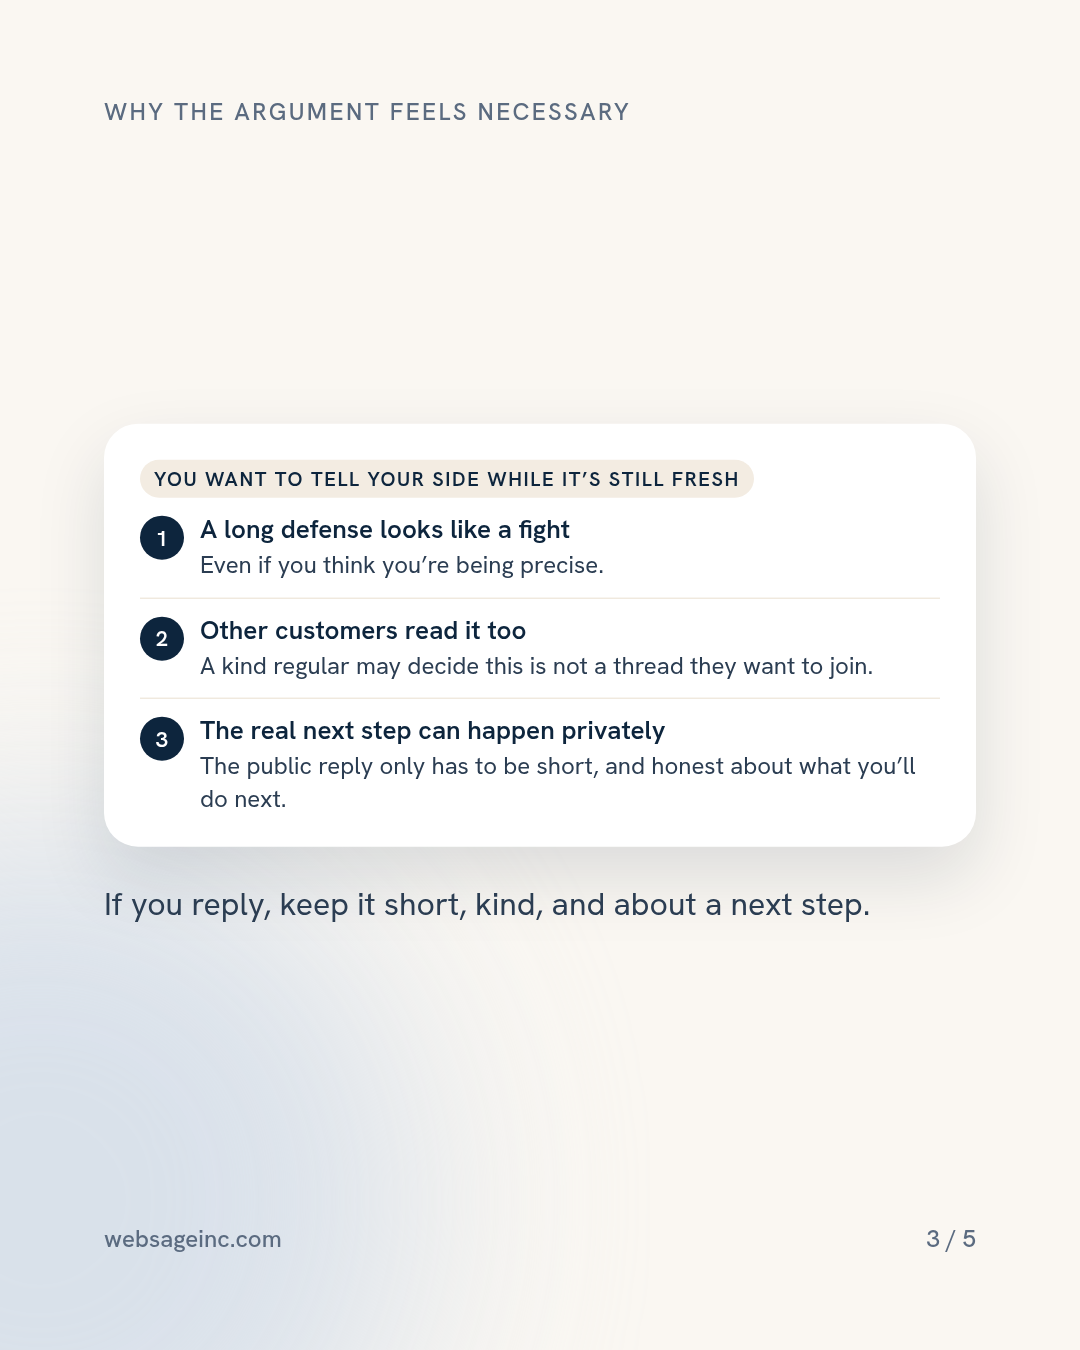 WHY THE ARGUMENT FEELS NECESSARY
YOU WANT TO TELL YOUR SIDE WHILE IT’S STILL FRESH
1 A long defense looks like a fight
Even if you think you’re being precise.
2 Other customers read it too
A kind regular may decide this is not a thread they want to join.
3 The real next step can happen privately
The public reply only has to be short, and honest about what you’ll
do next.
If you reply, keep it short, kind, and about a next step.
websageinc.com
3 / 5